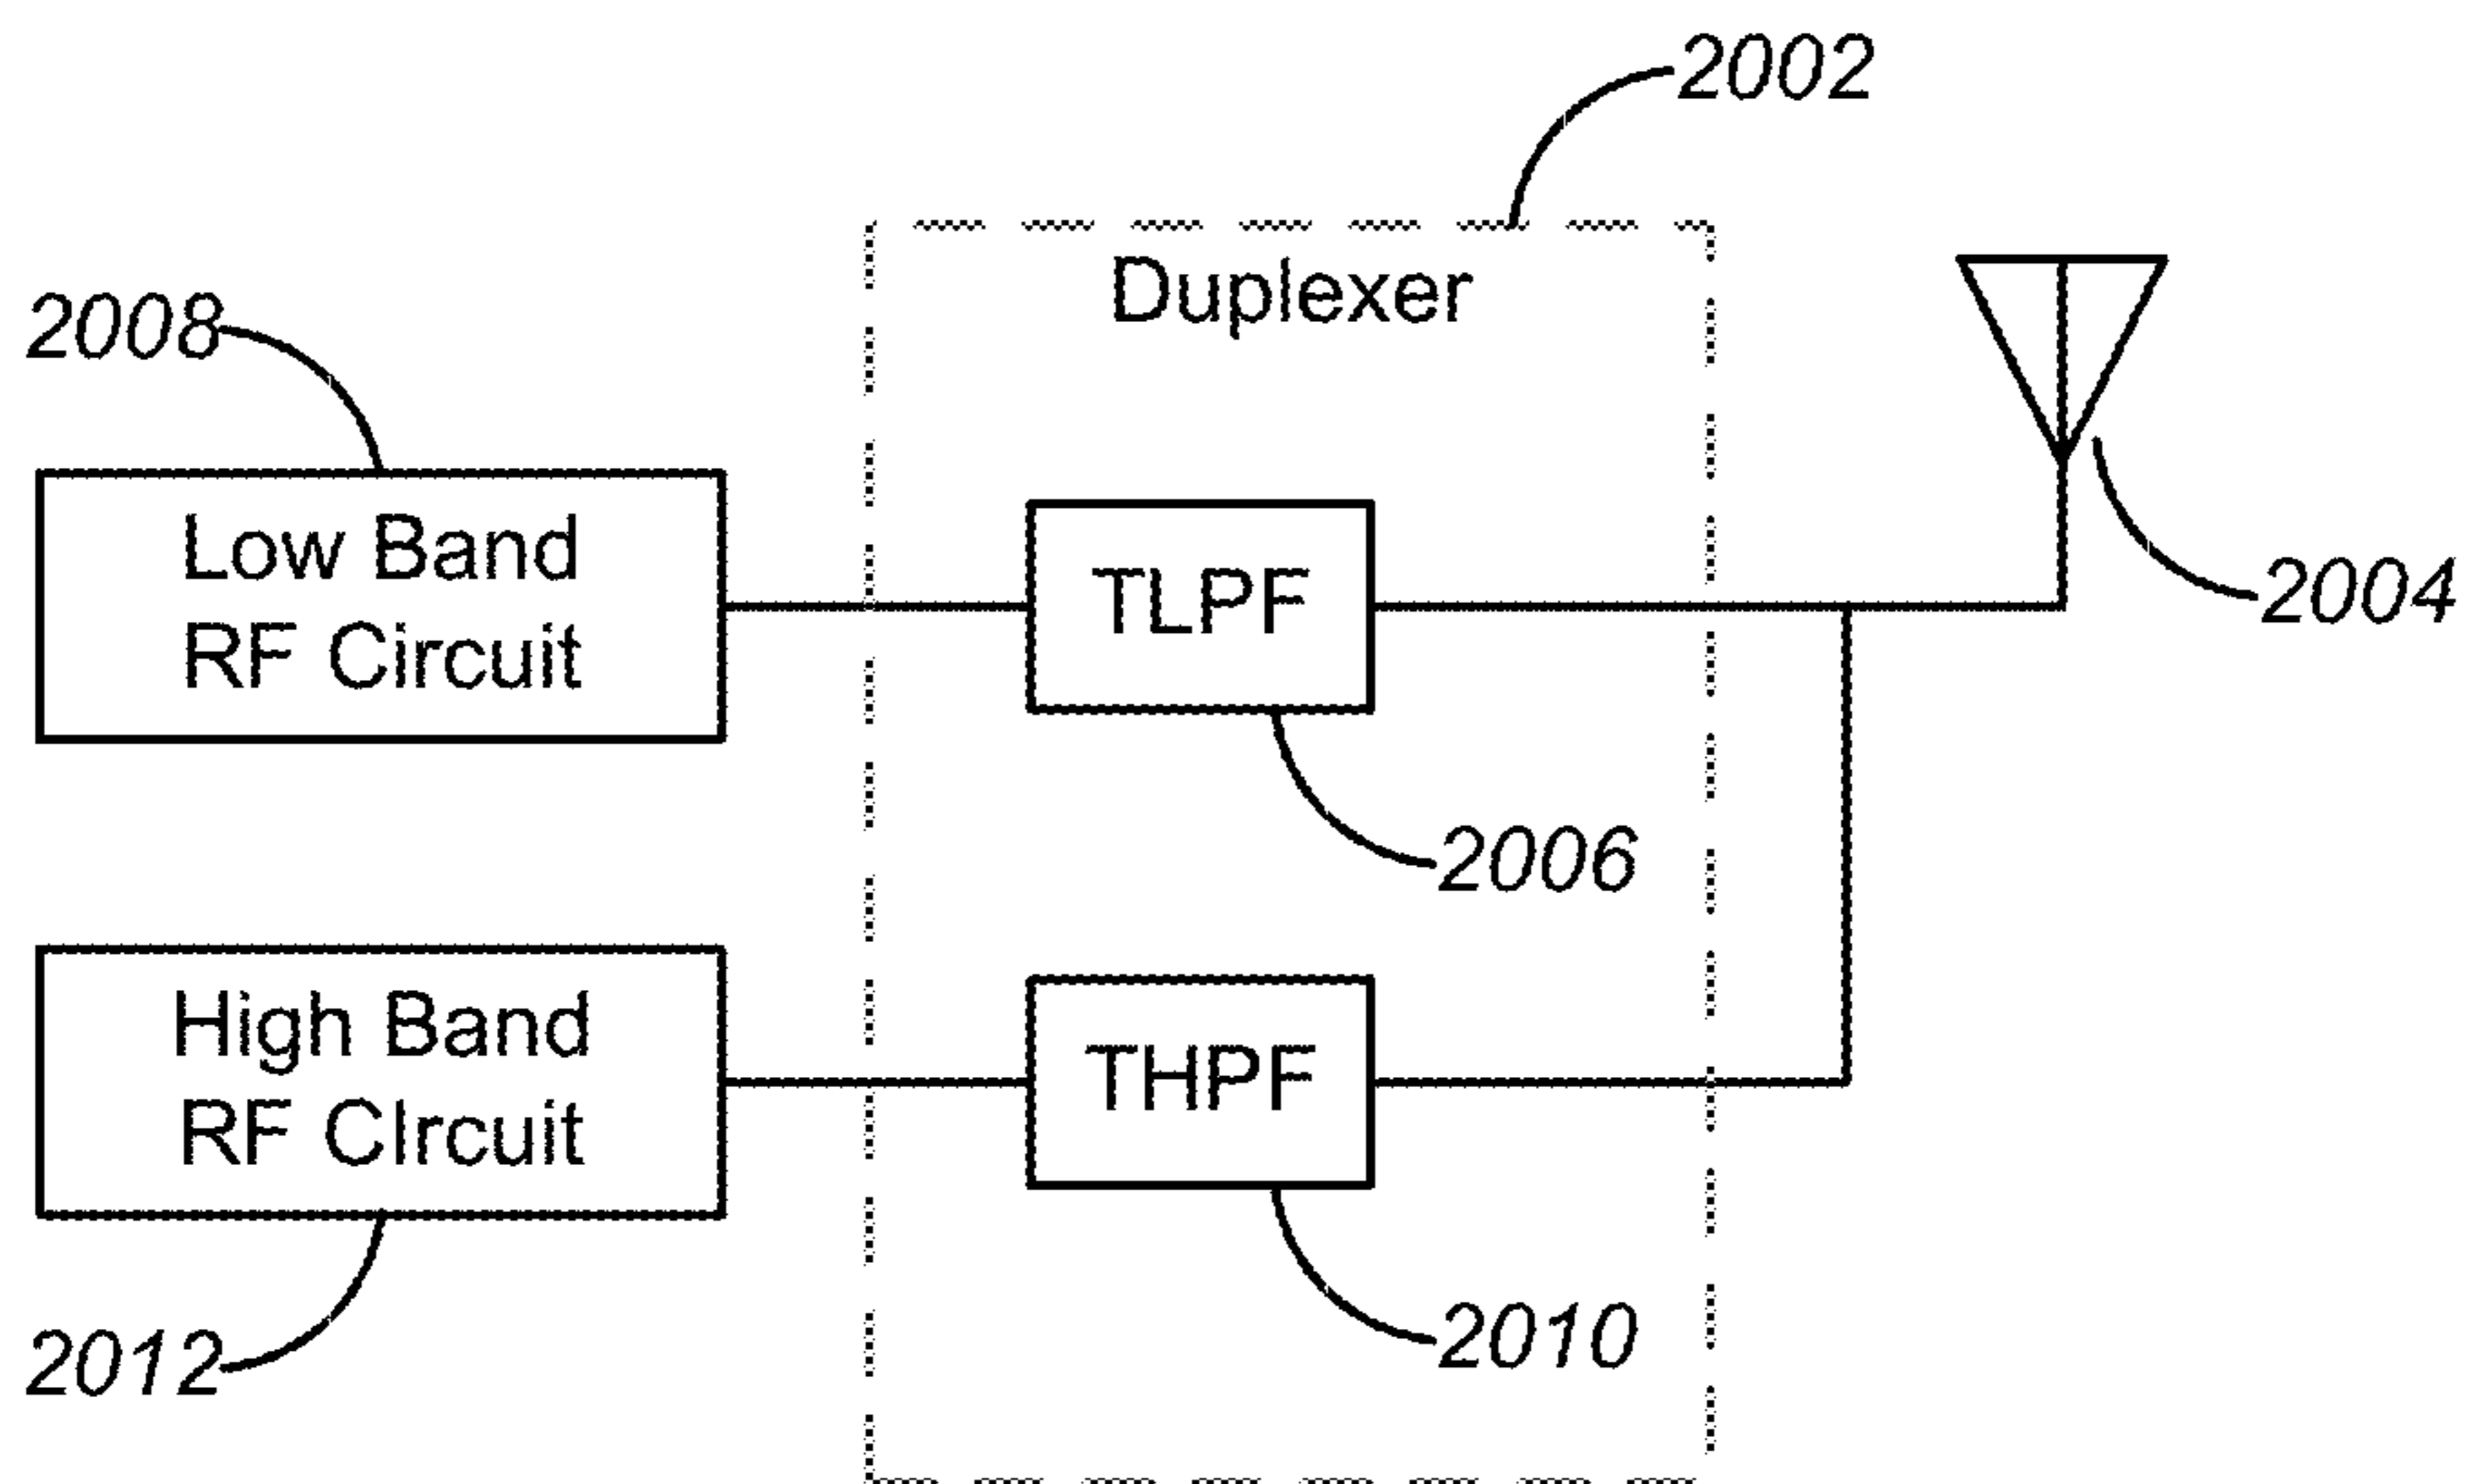 2002
Duplexer
2008
Low Band
RF Circuit
TLPF
2004
2006
High Band
RF CIrcuit
THPF
2010
2012